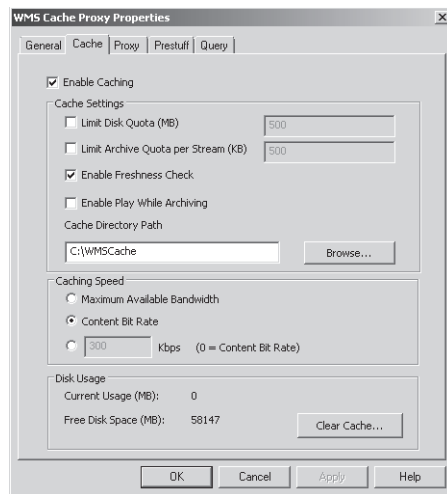 WMS Cache Proxy Properties
General Cache Proxy Prestuff Query
Enable Caching
Cache Settings
Limit Disk Quota (MB) 500
Limit Archive Quota per Stream (KB) 500
Enable Freshness Check
Enable Play While Archiving
Cache Directory Path
C:\WMSCache Browse...
Caching Speed
Maximum Available Bandwidth
Content Bit Rate
300 Kbps (0 = Content Bit Rate)
Disk Usage
Current Usage (MB): 0
Free Disk Space (MB): 58147
Clear Cache...
OK Cancel Apply Help